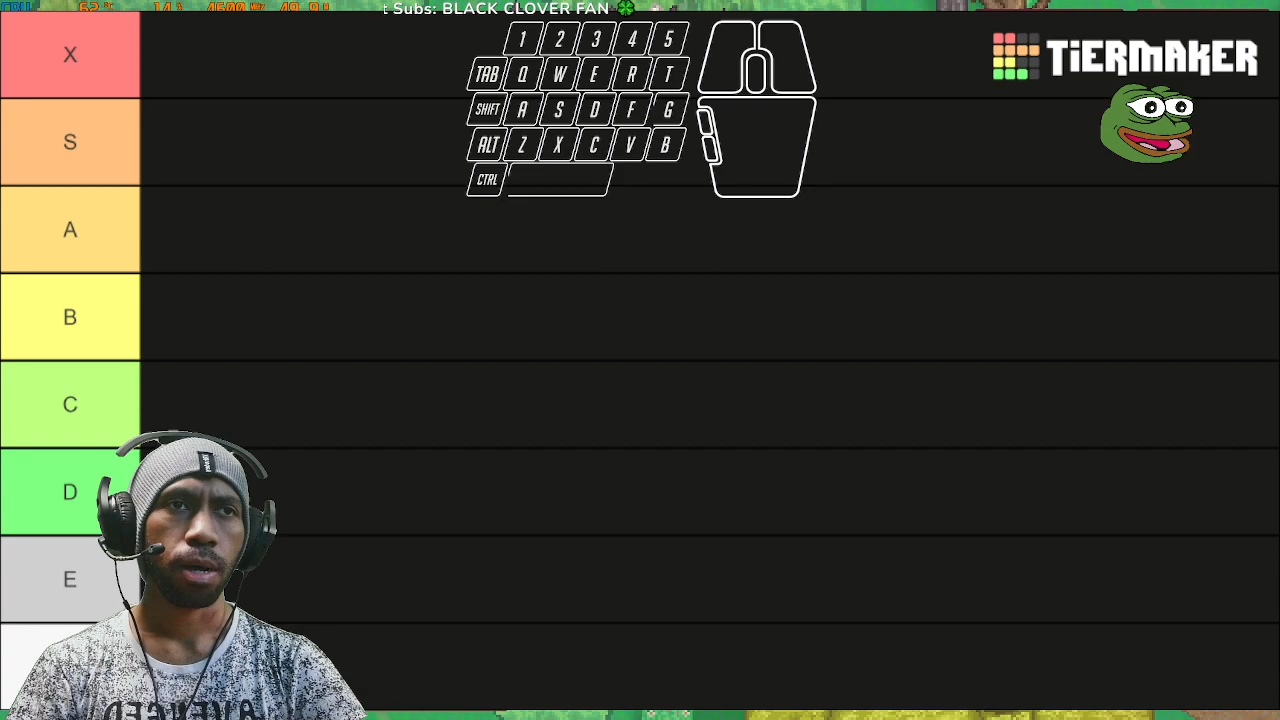 t Subs: BLACK CLOVER FAN
X
S
A
B
C
D
E
1 2 3 4 5
TAB Q W E R T
SHIFT A S D F G
ALT Z X C V B
CTRL
TiERMAKER